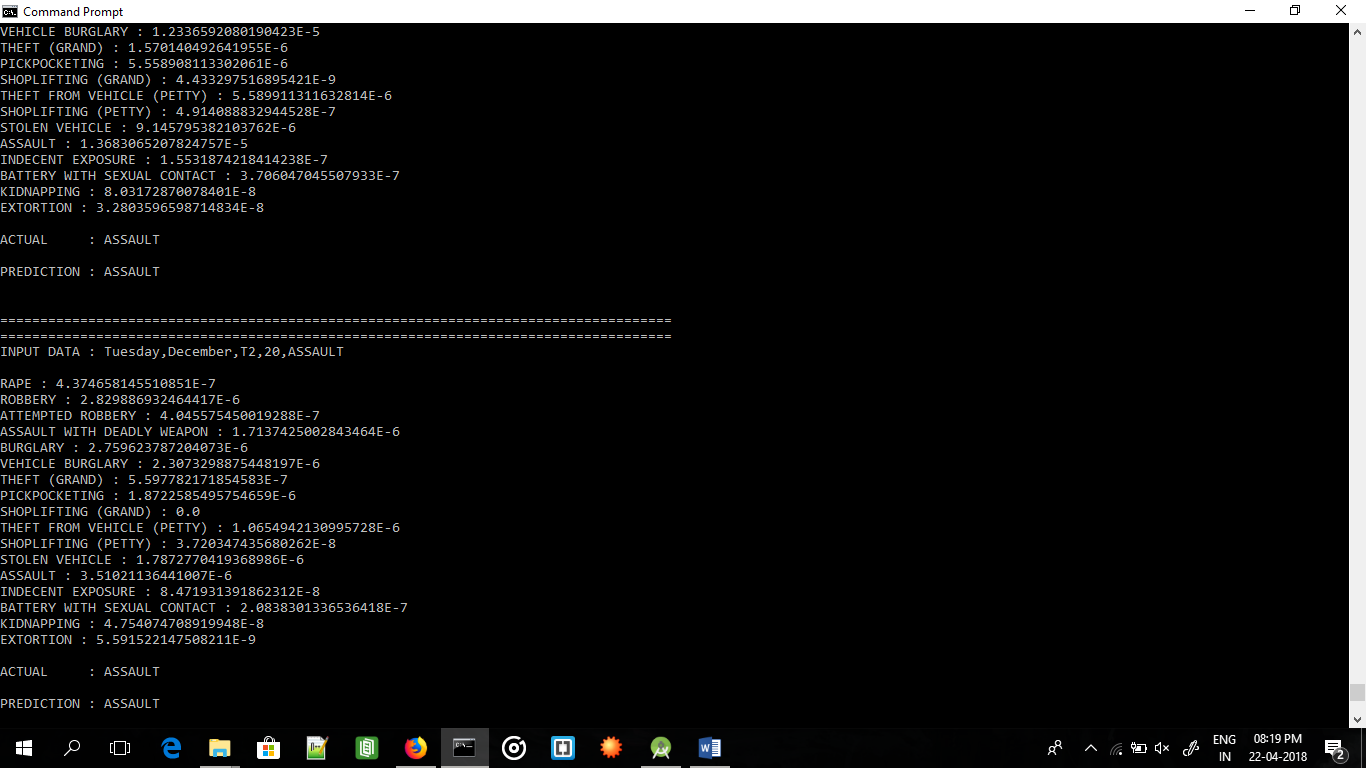 Command Prompt
VEHICLE BURGLARY : 1.2336592080190423E-5
THEFT (GRAND) : 1.570140492641955E-6
PICKPOCKETING : 5.558908113302061E-6
SHOPLIFTING (GRAND) : 4.433297516895421E-9
THEFT FROM VEHICLE (PETTY) : 5.589911311632814E-6
SHOPLIFTING (PETTY) : 4.914088832944528E-7
STOLEN VEHICLE : 9.145795382103762E-6
ASSAULT : 1.3683065207824757E-5
INDECENT EXPOSURE : 1.5531874218414238E-7
BATTERY WITH SEXUAL CONTACT : 3.706047045507933E-7
KIDNAPPING : 8.03172870078401E-8
EXTORTION : 3.2803596598714834E-8
ACTUAL     : ASSAULT
PREDICTION : ASSAULT
====================================================================================
====================================================================================
INPUT DATA : Tuesday,December,T2,20,ASSAULT
RAPE : 4.374658145510851E-7
ROBBERY : 2.829886932464417E-6
ATTEMPTED ROBBERY : 4.045575450019288E-7
ASSAULT WITH DEADLY WEAPON : 1.7137425002843464E-6
BURGLARY : 2.759623787204073E-6
VEHICLE BURGLARY : 2.3073298875448197E-6
THEFT (GRAND) : 5.597782171854583E-7
PICKPOCKETING : 1.8722585495754659E-6
SHOPLIFTING (GRAND) : 0.0
THEFT FROM VEHICLE (PETTY) : 1.0654942130995728E-6
SHOPLIFTING (PETTY) : 3.720347435680262E-8
STOLEN VEHICLE : 1.7872770419368986E-6
ASSAULT : 3.51021136441007E-6
INDECENT EXPOSURE : 8.471931391862312E-8
BATTERY WITH SEXUAL CONTACT : 2.0838301336536418E-7
KIDNAPPING : 4.754074708919948E-8
EXTORTION : 5.591522147508211E-9
ACTUAL     : ASSAULT
PREDICTION : ASSAULT
ENG 08:19 PM
IN 22-04-2018 2